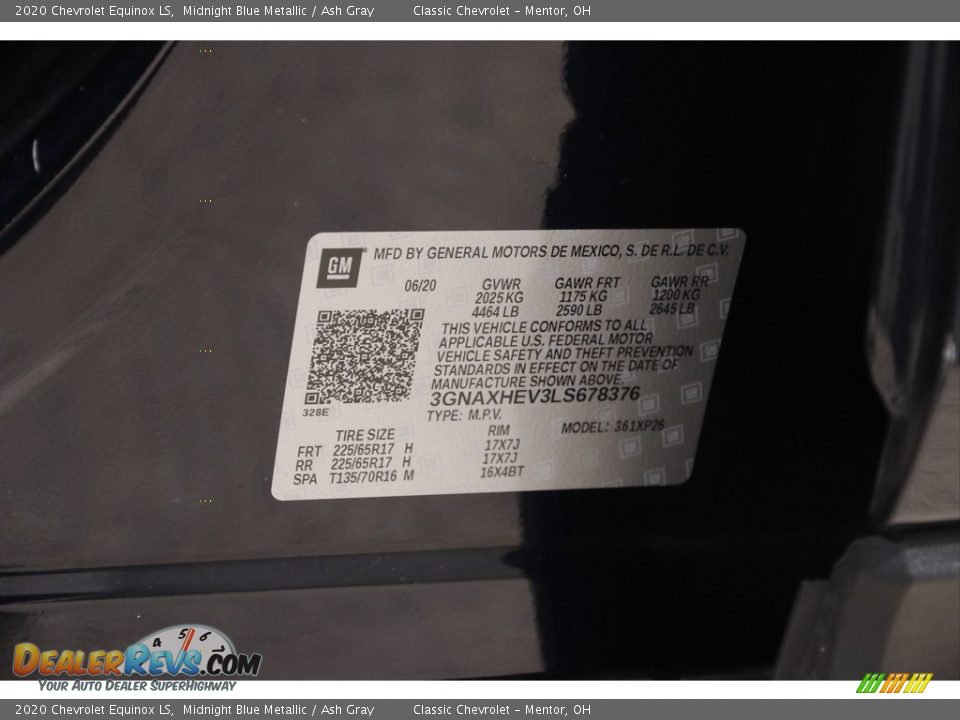 2020 Chevrolet Equinox LS, Midnight Blue Metallic / Ash Gray Classic Chevrolet – Mentor, OH
GM MFD BY GENERAL MOTORS DE MEXICO, S. DE R.L. DE C.V.
06/20 GVWR GAWR FRT GAWR RR
2025 KG 1175 KG 1200 KG
4464 LB 2590 LB 2645 LB
THIS VEHICLE CONFORMS TO ALL
APPLICABLE U.S. FEDERAL MOTOR
VEHICLE SAFETY AND THEFT PREVENTION
STANDARDS IN EFFECT ON THE DATE OF
MANUFACTURE SHOWN ABOVE.
3GNAXHEV3LS678376
328E
TYPE: M.P.V. MODEL: 361XP26
TIRE SIZE RIM
FRT 225/65R17 H 17X7J
RR 225/65R17 H 17X7J
SPA T135/70R16 M 16X4BT
4 5 6
DEALERREVS.COM
YOUR AUTO DEALER SUPERHIGHWAY
2020 Chevrolet Equinox LS, Midnight Blue Metallic / Ash Gray Classic Chevrolet – Mentor, OH